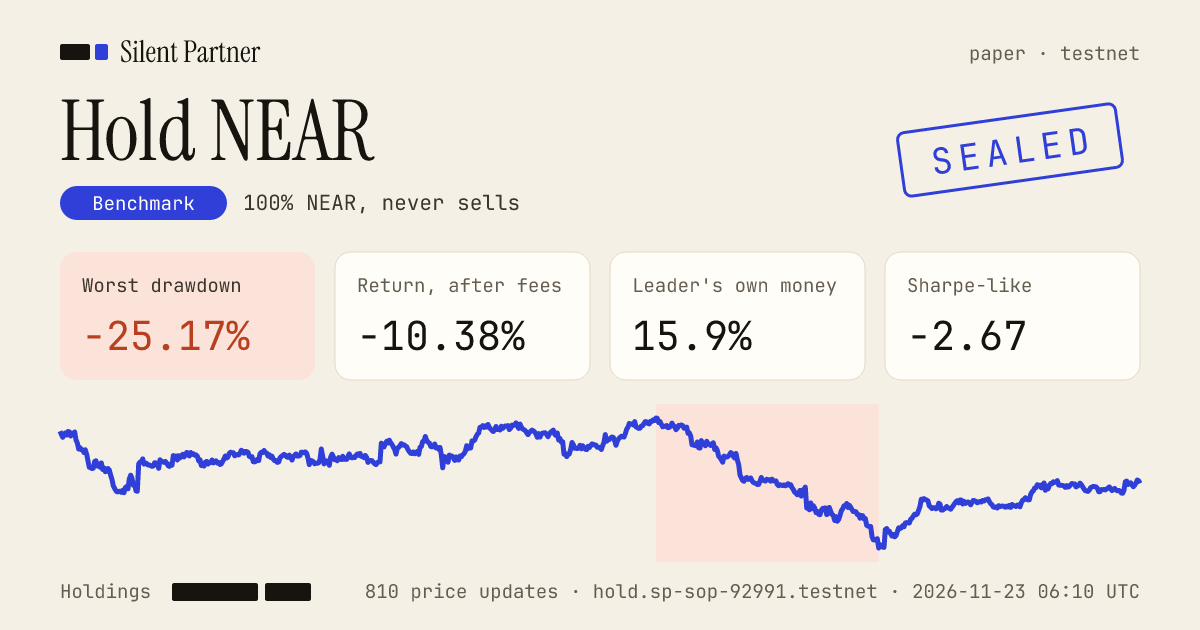 Silent Partner
paper · testnet
Hold NEAR
SEALED
Benchmark 100% NEAR, never sells
Worst drawdown
-25.17%
Return, after fees
-10.38%
Leader's own money
15.9%
Sharpe-like
-2.67
Holdings
810 price updates · hold.sp-sop-92991.testnet · 2026-11-23 06:10 UTC